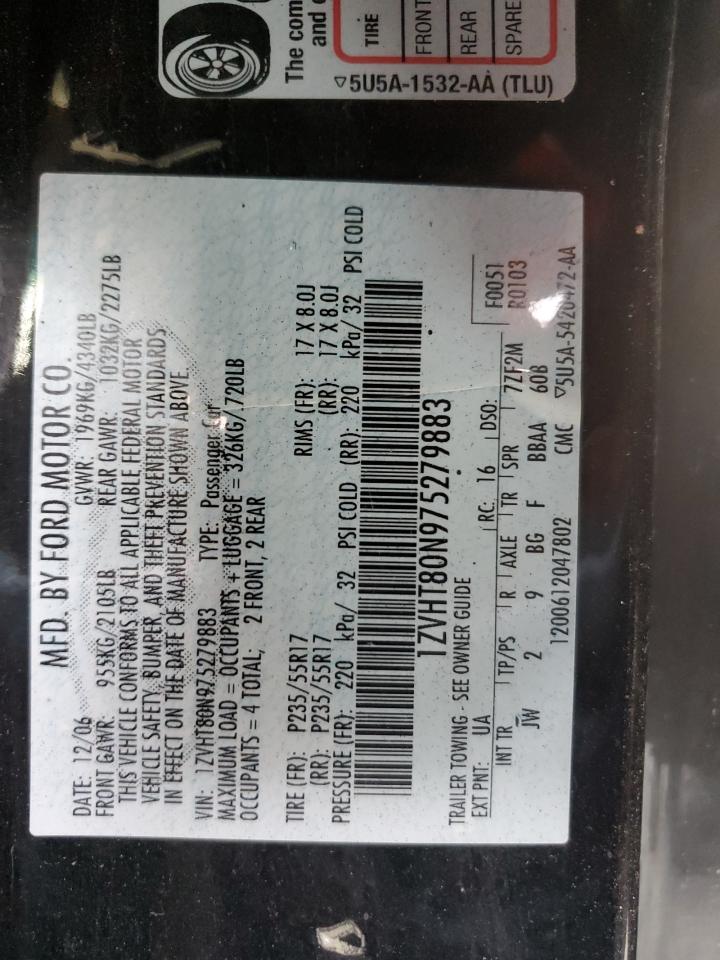 The com
and
TIRE
FRONT
REAR
SPARE
▽5U5A-1532-AA (TLU)
MFD. BY FORD MOTOR CO.
DATE: 12/06 GVWR: 1969KG/4340LB
FRONT GAWR: 955KG/2105LB REAR GAWR: 1032KG/2275LB
THIS VEHICLE CONFORMS TO ALL APPLICABLE FEDERAL MOTOR
VEHICLE SAFETY, BUMPER, AND THEFT PREVENTION STANDARDS
IN EFFECT ON THE DATE OF MANUFACTURE SHOWN ABOVE.
VIN: 1ZVHT80N975279883 TYPE: Passenger Car
MAXIMUM LOAD = OCCUPANTS + LUGGAGE = 326KG/ 720LB
OCCUPANTS = 4 TOTAL; 2 FRONT, 2 REAR
TIRE (FR): P235/55R17 RIMS (FR): 17 X 8.0J
(RR): P235/55R17 (RR): 17 X 8.0J
PRESSURE (FR): 220 kPa/ 32 PSI COLD (RR): 220 kPa/ 32 PSI COLD
1ZVHT80N975279883
TRAILER TOWING - SEE OWNER GUIDE
EXT PNT: UA RC: 16 DSO: F0051
INT TR TP/PS R AXLE TR SPR 7ZF2M R0103
JW 2 9 BG F BBAA 60B
1200612047802 CMC ▽5U5A-5420472-AA